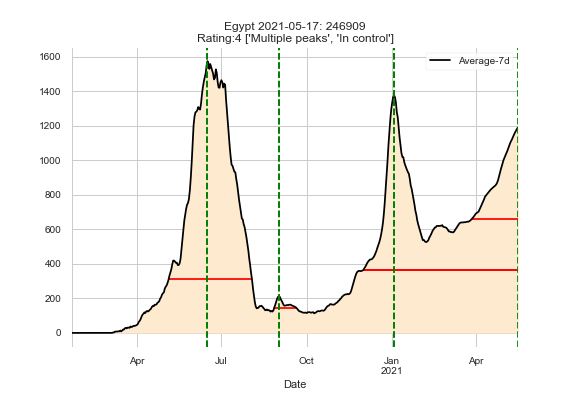 Egypt 2021-05-17: 246909
Rating:4 ['Multiple peaks', 'In control']
Average-7d
1600
1400
1200
1000
800
600
400
200
0
Apr Jul Oct Jan Apr
2021
Date